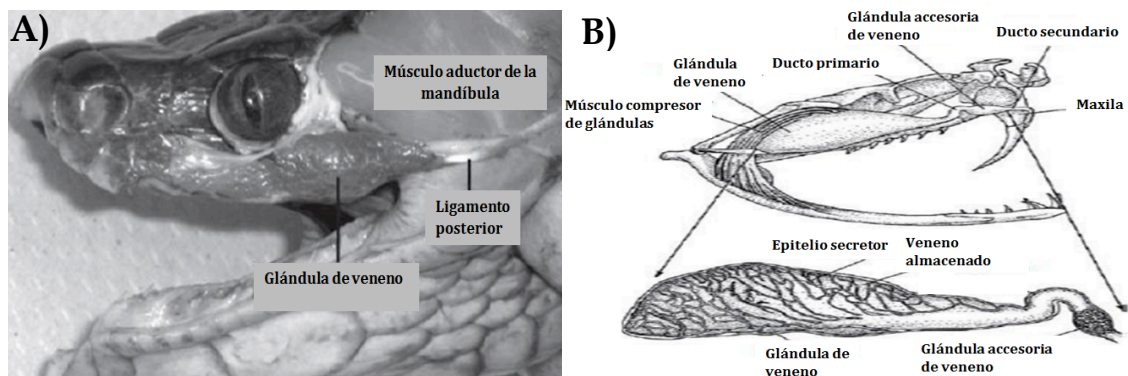 A)
Músculo aductor de la
mandíbula
Ligamento
posterior
Glándula de veneno
B)
Glándula accesoria
de veneno
Ducto secundario
Glándula
de veneno
Ducto primario
Músculo compresor
de glándulas
Maxila
Epitelio secretor
Veneno
almacenado
Glándula de
veneno
Glándula accesoria
de veneno